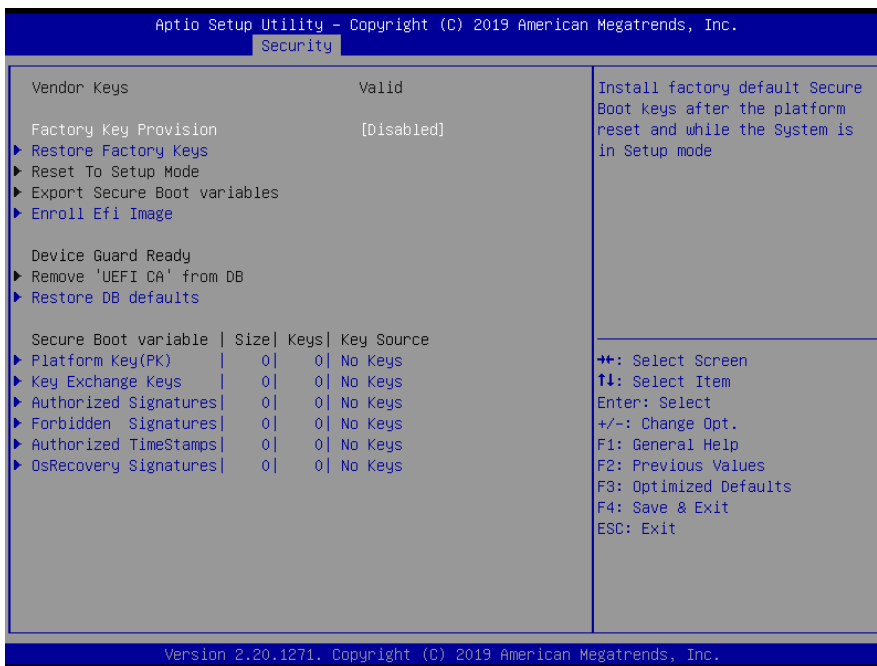 Aptio Setup Utility – Copyright (C) 2019 American Megatrends, Inc.
Security
Vendor Keys Valid
Factory Key Provision [Disabled]
Restore Factory Keys
Reset To Setup Mode
Export Secure Boot variables
Enroll Efi Image
Device Guard Ready
Remove 'UEFI CA' from DB
Restore DB defaults
Secure Boot variable | Size| Keys| Key Source
Platform Key(PK) | 0| 0| No Keys
Key Exchange Keys | 0| 0| No Keys
Authorized Signatures| 0| 0| No Keys
Forbidden Signatures| 0| 0| No Keys
Authorized TimeStamps| 0| 0| No Keys
OsRecovery Signatures| 0| 0| No Keys
Install factory default Secure
Boot keys after the platform
reset and while the System is
in Setup mode
→←: Select Screen
↑↓: Select Item
Enter: Select
+/-: Change Opt.
F1: General Help
F2: Previous Values
F3: Optimized Defaults
F4: Save & Exit
ESC: Exit
Version 2.20.1271. Copyright (C) 2019 American Megatrends, Inc.